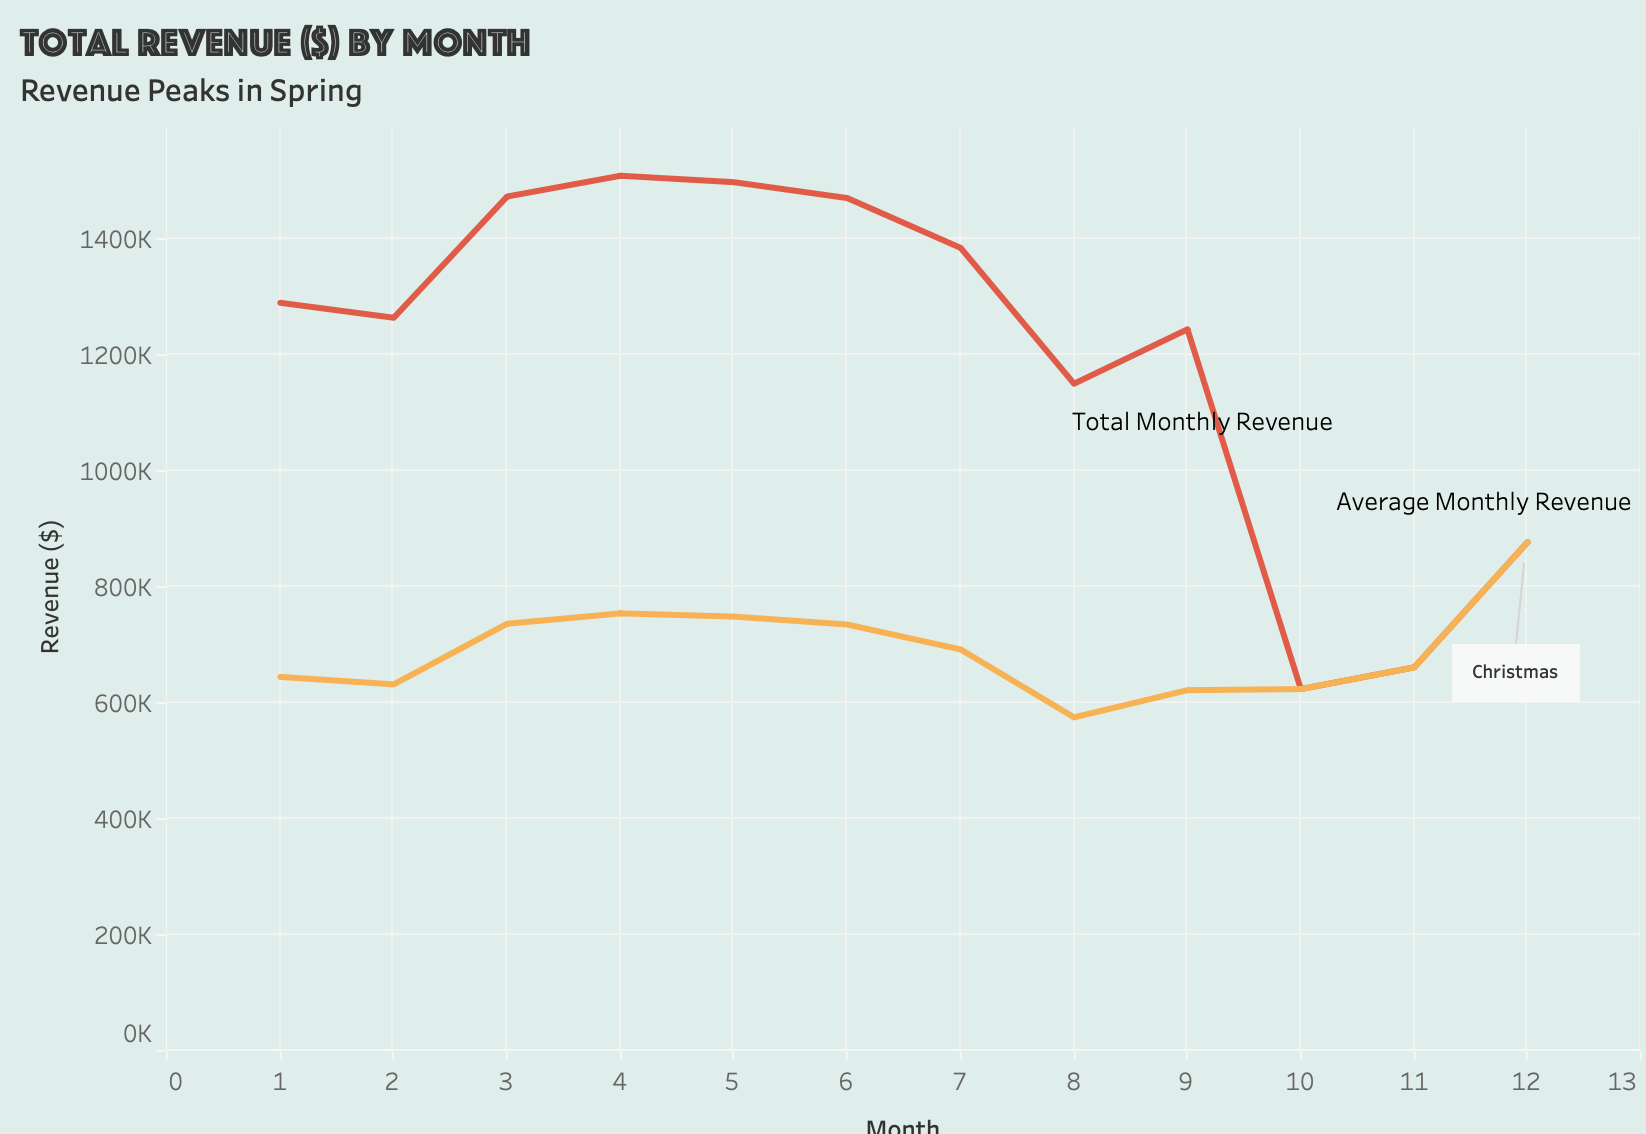 TOTAL REVENUE ($) BY MONTH
Revenue Peaks in Spring
1400K
1200K
Total Monthly Revenue
1000K
Average Monthly Revenue
Revenue ($)
800K
Christmas
600K
400K
200K
0K
0 1 2 3 4 5 6 7 8 9 10 11 12 13
Month